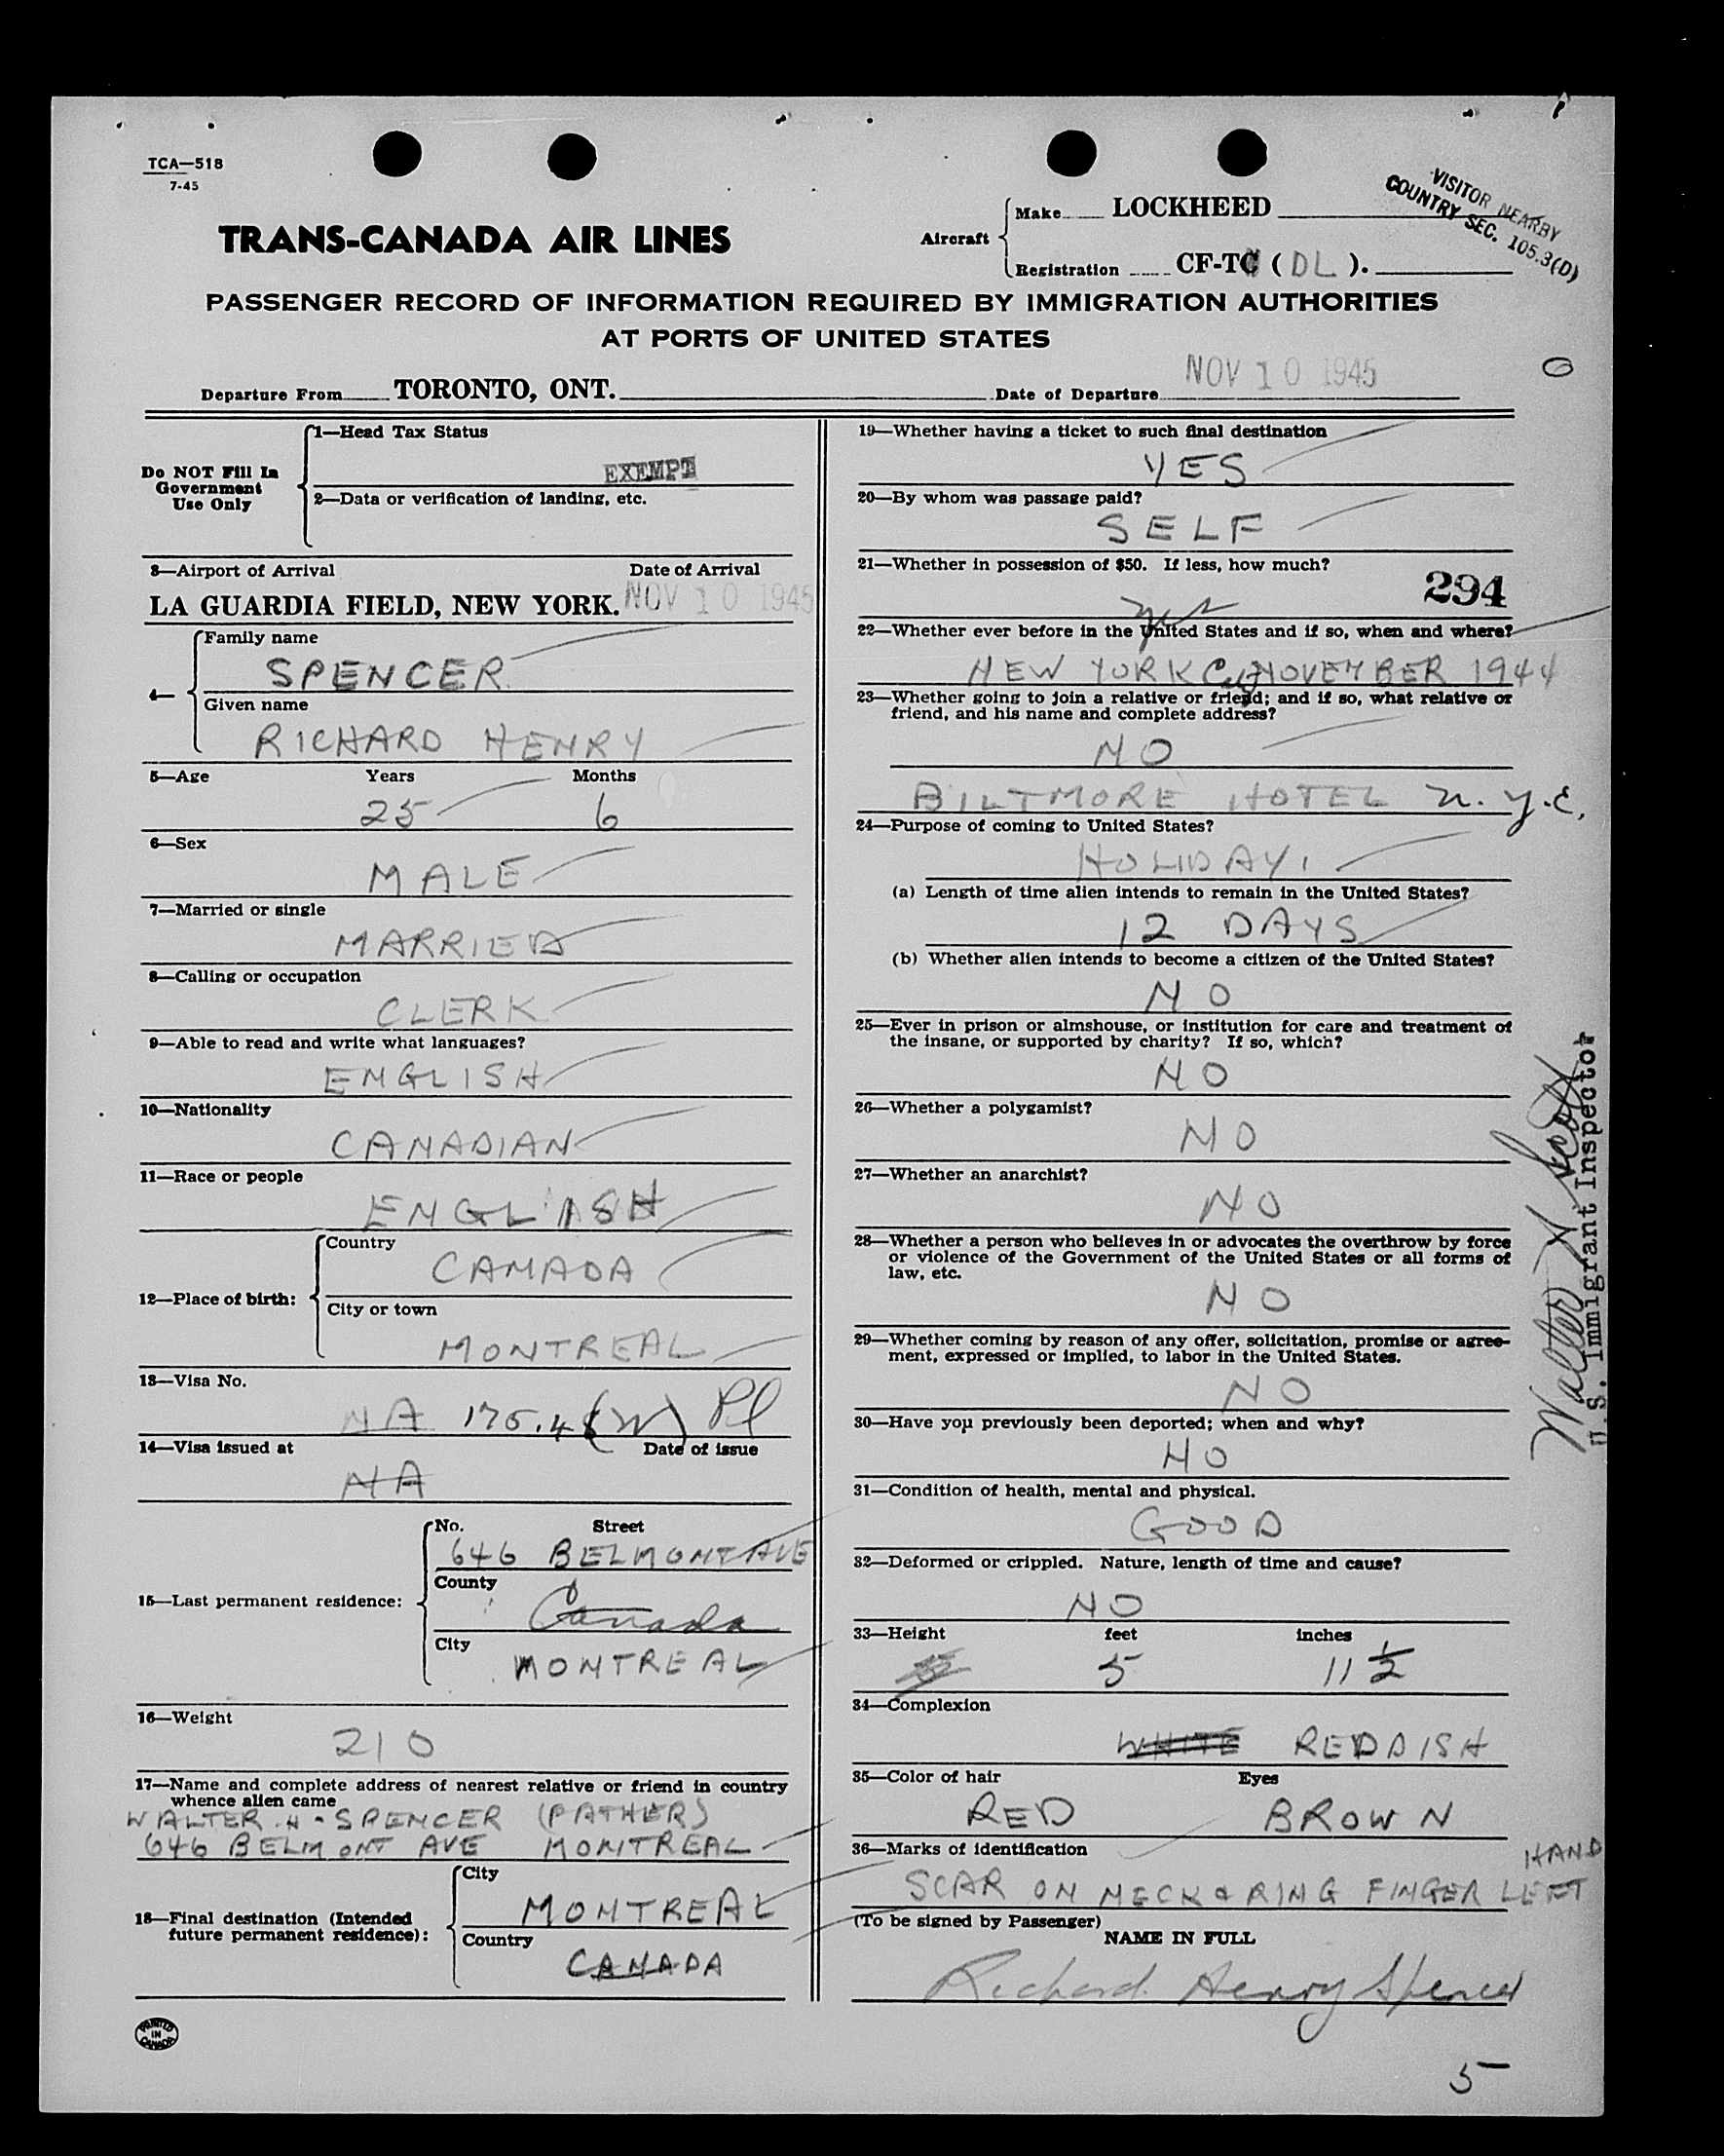 TCA—518
7-45
VISITOR NEARBY
COUNTRY SEC. 105.3(D)
TRANS-CANADA AIR LINES
Aircraft
Make LOCKHEED
Registration CF-TC (DL).
PASSENGER RECORD OF INFORMATION REQUIRED BY IMMIGRATION AUTHORITIES
AT PORTS OF UNITED STATES
Departure From TORONTO, ONT. Date of Departure NOV 10 1945
Do NOT Fill In
Government
Use Only
1—Head Tax Status
EXEMPT
2—Data or verification of landing, etc.
3—Airport of Arrival Date of Arrival
LA GUARDIA FIELD, NEW YORK. NOV 10 1945
4—
Family name
SPENCER
Given name
RICHARD HENRY
5—Age Years Months
25 6
6—Sex
MALE
7—Married or single
MARRIED
8—Calling or occupation
CLERK
9—Able to read and write what languages?
ENGLISH
10—Nationality
CANADIAN
11—Race or people
ENGLISH
12—Place of birth:
Country
CANADA
City or town
MONTREAL
13—Visa No.
NA 175.4
14—Visa issued at Date of issue
NA
15—Last permanent residence:
No. Street
646 BELMONT AVE
County
Canada
City
MONTREAL
16—Weight
210
17—Name and complete address of nearest relative or friend in country
whence alien came
WALTER H. SPENCER (FATHER)
646 BELMONT AVE MONTREAL
18—Final destination (Intended
future permanent residence):
City
MONTREAL
Country
CANADA
PRINTED
IN
CANADA
19—Whether having a ticket to such final destination
YES
20—By whom was passage paid?
SELF
21—Whether in possession of $50. If less, how much?
294
yes
22—Whether ever before in the United States and if so, when and where?
NEW YORK City NOVEMBER 1944
23—Whether going to join a relative or friend; and if so, what relative or
friend, and his name and complete address?
NO
BILTMORE HOTEL n.y.c.
24—Purpose of coming to United States?
HOLIDAY.
(a) Length of time alien intends to remain in the United States?
12 DAYS
(b) Whether alien intends to become a citizen of the United States?
NO
25—Ever in prison or almshouse, or institution for care and treatment of
the insane, or supported by charity? If so, which?
NO
26—Whether a polygamist?
NO
27—Whether an anarchist?
NO
28—Whether a person who believes in or advocates the overthrow by force
or violence of the Government of the United States or all forms of
law, etc.
NO
29—Whether coming by reason of any offer, solicitation, promise or agree-
ment, expressed or implied, to labor in the United States.
NO
30—Have you previously been deported; when and why?
NO
31—Condition of health, mental and physical.
GOOD
32—Deformed or crippled. Nature, length of time and cause?
NO
33—Height feet inches
5 11 1/2
34—Complexion
WHITE REDDISH
35—Color of hair Eyes
RED BROWN
36—Marks of identification
HAND
SCAR ON NECK & RING FINGER LEFT
(To be signed by Passenger)
NAME IN FULL
Richard Henry Spencer
5
Walter Scott
U.S. Immigrant Inspector